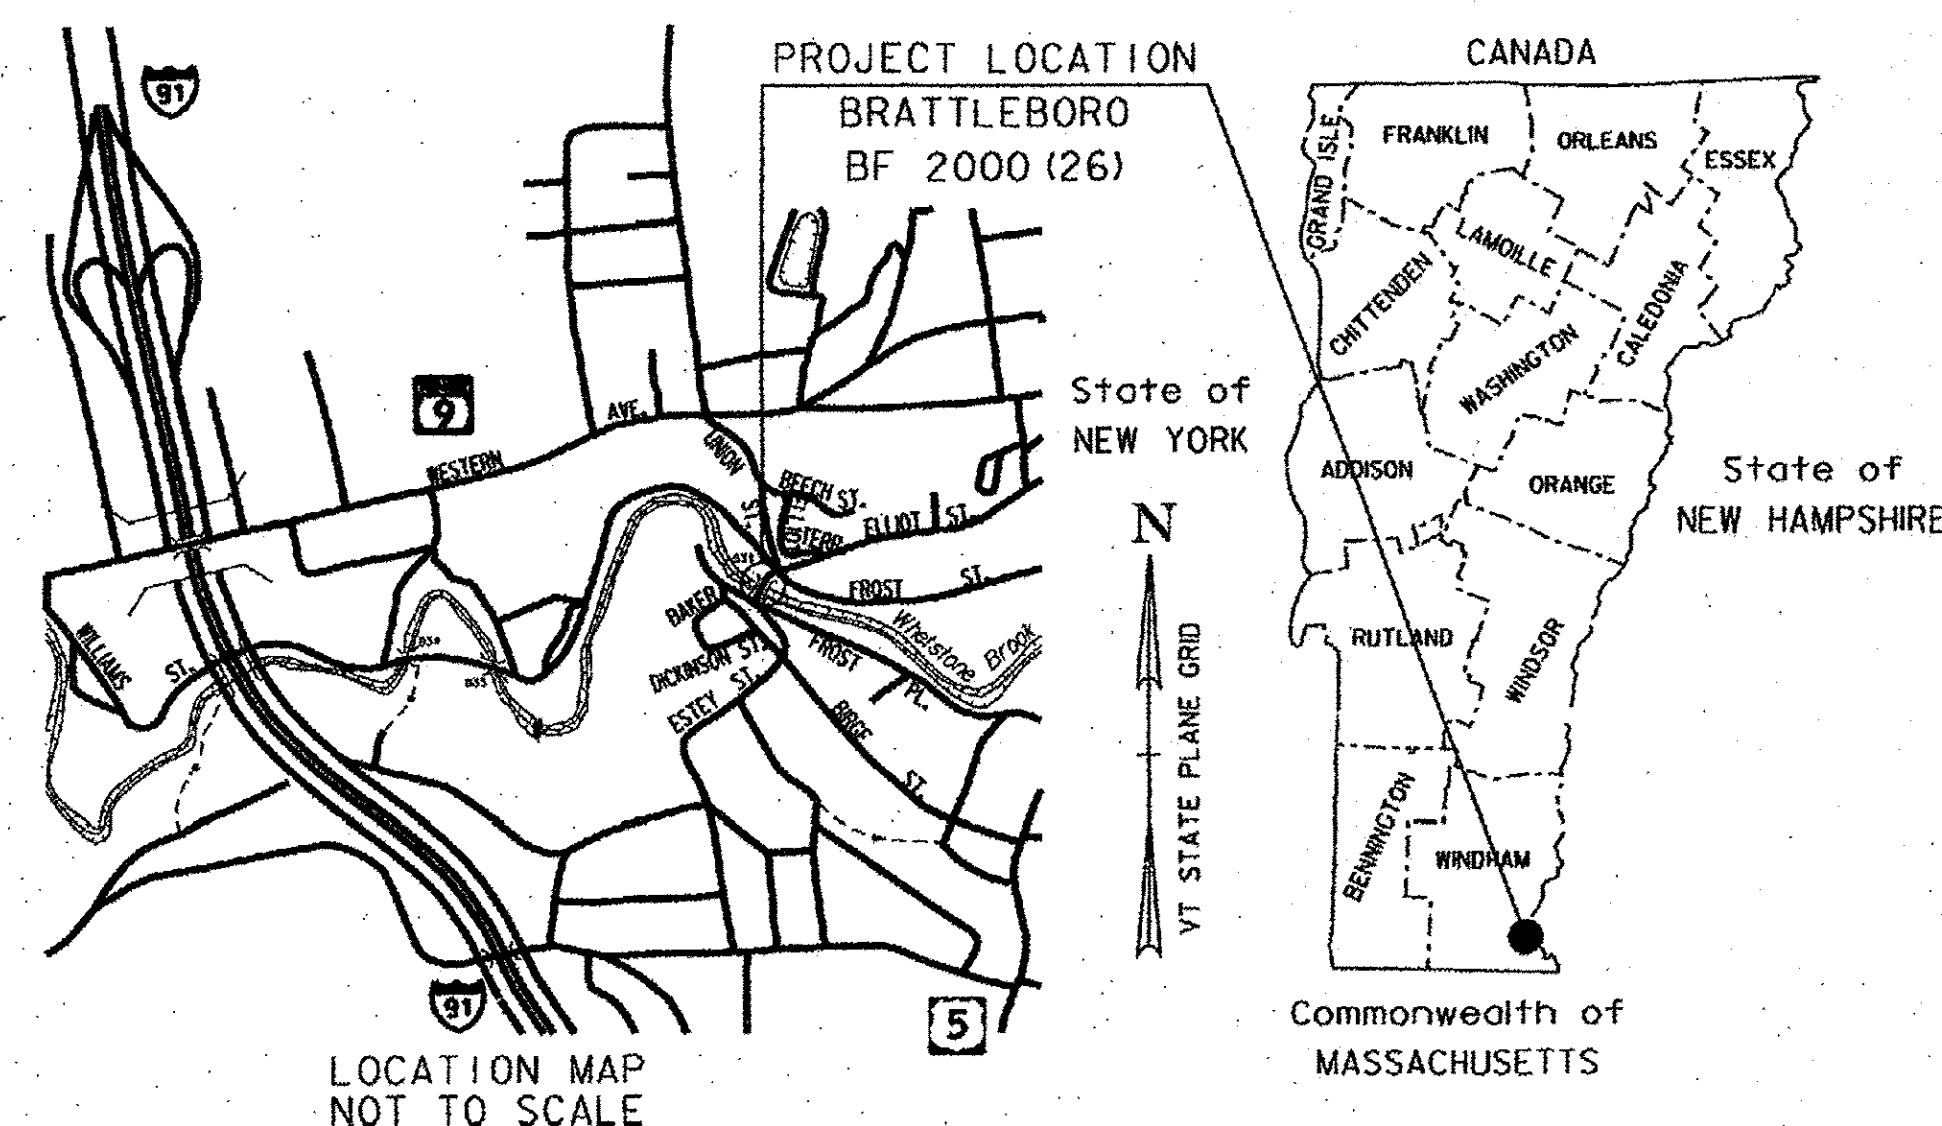 PROJECT LOCATION
BRATTLEBORO
BF 2000 (26)
91
9
WESTERN
AVE.
UNION
ST.
BEECH ST.
ELLIOT ST.
FROST ST.
Whetstone Brook
BAKER
DICKINSON ST.
ESTEY ST.
FROST PL.
BIRGE ST.
WILLIAMS ST.
91
5
LOCATION MAP
NOT TO SCALE
State of
NEW YORK
N
VT STATE PLANE GRID
CANADA
GRAND ISLE
FRANKLIN
ORLEANS
ESSEX
LAMOILLE
CHITTENDEN
CALEDONIA
WASHINGTON
ADDISON
ORANGE
State of
NEW HAMPSHIRE
RUTLAND
WINDSOR
BENNINGTON
WINDHAM
Commonwealth of
MASSACHUSETTS